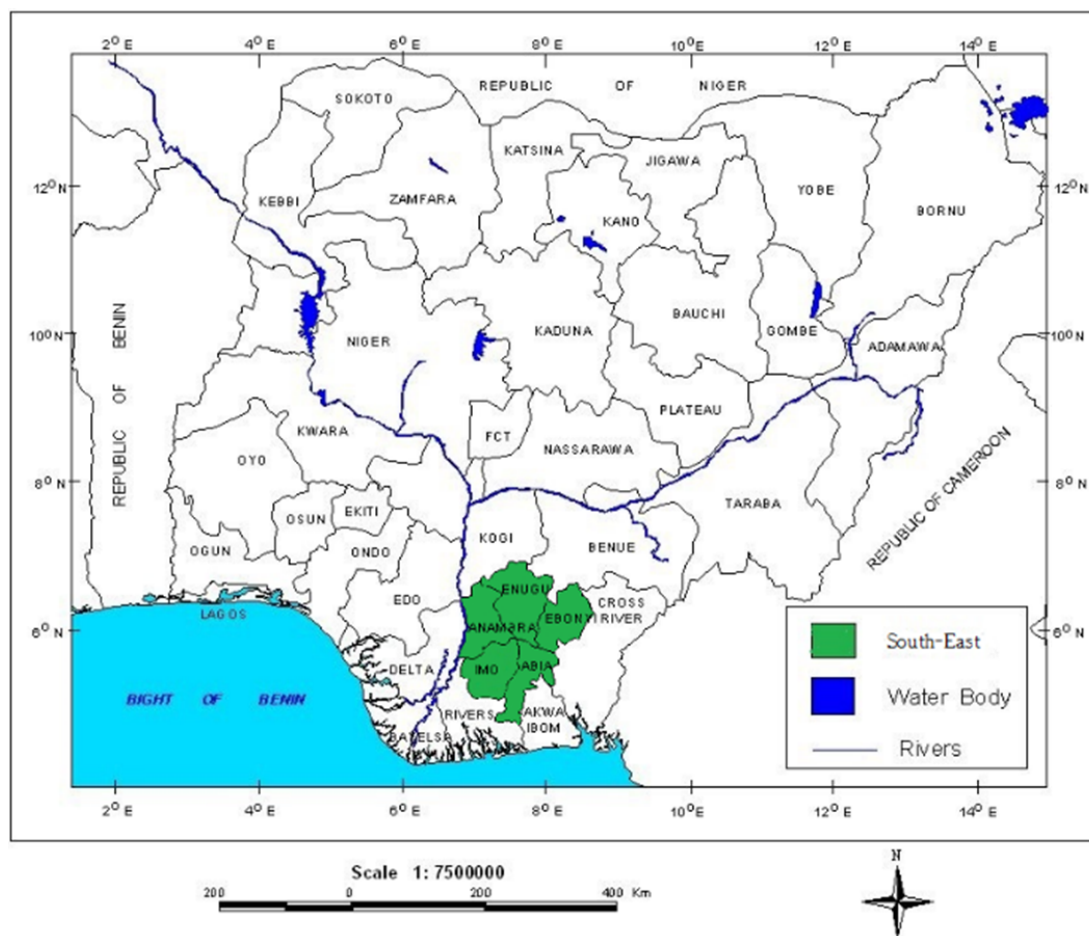 2° E 4° E 6° E 8° E 10° E 12° E 14° E
REPUBLIC OF NIGER
SOKOTO
KATSINA
JIGAWA
12° N
KEBBI
ZAMFARA
YOBE
12° N
BORNU
KANO
REPUBLIC OF BENIN
10° N
NIGER
KADUNA
BAUCHI
GOMBE
ADAMAWA
10° N
PLATEAU
KWARA
FCT
NASSARAWA
OYO
8° N
TARABA
8° N
REPUBLIC OF CAMEROON
OSUN
EKITI
OGUN
ONDO
KOGI
BENUE
EDO
ENUGU
CROSS
RIVER
LAGOS
6° N
ANAMBRA
EBONYI
6° N
DELTA
IMO
ABIA
BIGHT OF BENIN
RIVERS
AKWA
IBOM
BAYELSA
South-East
Water Body
Rivers
2° E 4° E 6° E 8° E 10° E 12° E 14° E
Scale 1: 7500000
200 0 200 400 Km
N